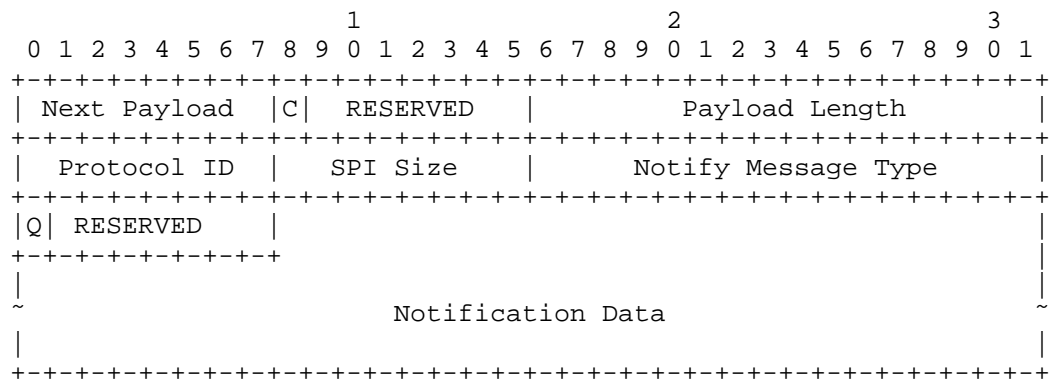 1                   2                   3
 0 1 2 3 4 5 6 7 8 9 0 1 2 3 4 5 6 7 8 9 0 1 2 3 4 5 6 7 8 9 0 1
+-+-+-+-+-+-+-+-+-+-+-+-+-+-+-+-+-+-+-+-+-+-+-+-+-+-+-+-+-+-+-+-+
| Next Payload  |C|  RESERVED   |         Payload Length        |
+-+-+-+-+-+-+-+-+-+-+-+-+-+-+-+-+-+-+-+-+-+-+-+-+-+-+-+-+-+-+-+-+
|  Protocol ID  |   SPI Size    |      Notify Message Type      |
+-+-+-+-+-+-+-+-+-+-+-+-+-+-+-+-+-+-+-+-+-+-+-+-+-+-+-+-+-+-+-+-+
|Q| RESERVED    |                                               |
+-+-+-+-+-+-+-+-+                                               |
|                                                               |
~                       Notification Data                       ~
|                                                               |
+-+-+-+-+-+-+-+-+-+-+-+-+-+-+-+-+-+-+-+-+-+-+-+-+-+-+-+-+-+-+-+-+